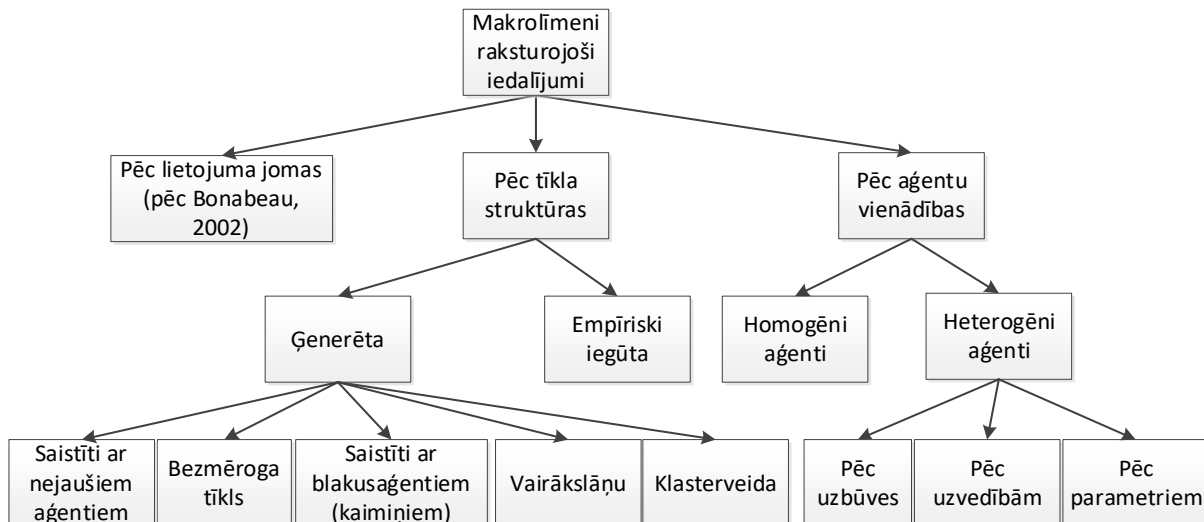 Makrolīmeni
raksturojoši
iedalījumi
Pēc lietojuma jomas
(pēc Bonabeau,
2002)
Pēc tīkla
struktūras
Pēc aģentu
vienādības
Ģenerēta
Empīriski
iegūta
Homogēni
aģenti
Heterogēni
aģenti
Saistīti ar
nejaušiem
aģentiem
Bezmēroga
tīkls
Saistīti ar
blakusaģentiem
(kaimiņiem)
Vairākslāņu
Klasterveida
Pēc
uzbūves
Pēc
uzvedībām
Pēc
parametriem